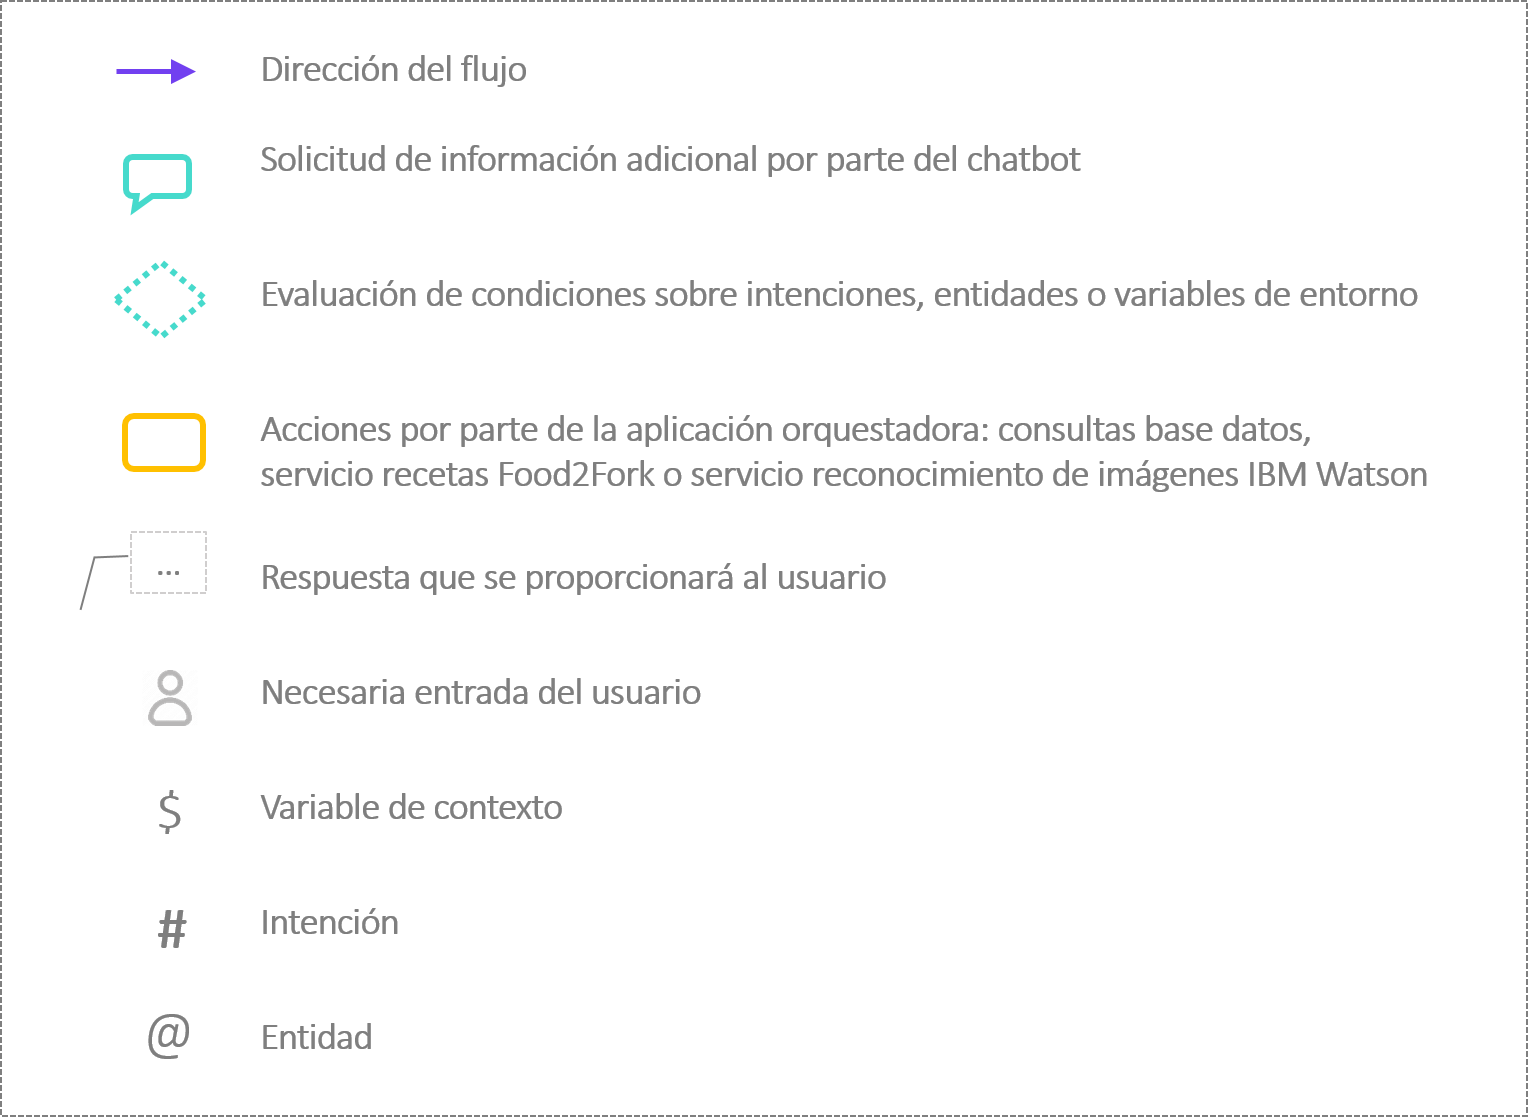 Dirección del flujo
Solicitud de información adicional por parte del chatbot
Evaluación de condiciones sobre intenciones, entidades o variables de entorno
Acciones por parte de la aplicación orquestadora: consultas base datos,
servicio recetas Food2Fork o servicio reconocimiento de imágenes IBM Watson
... Respuesta que se proporcionará al usuario
Necesaria entrada del usuario
$ Variable de contexto
# Intención
@ Entidad